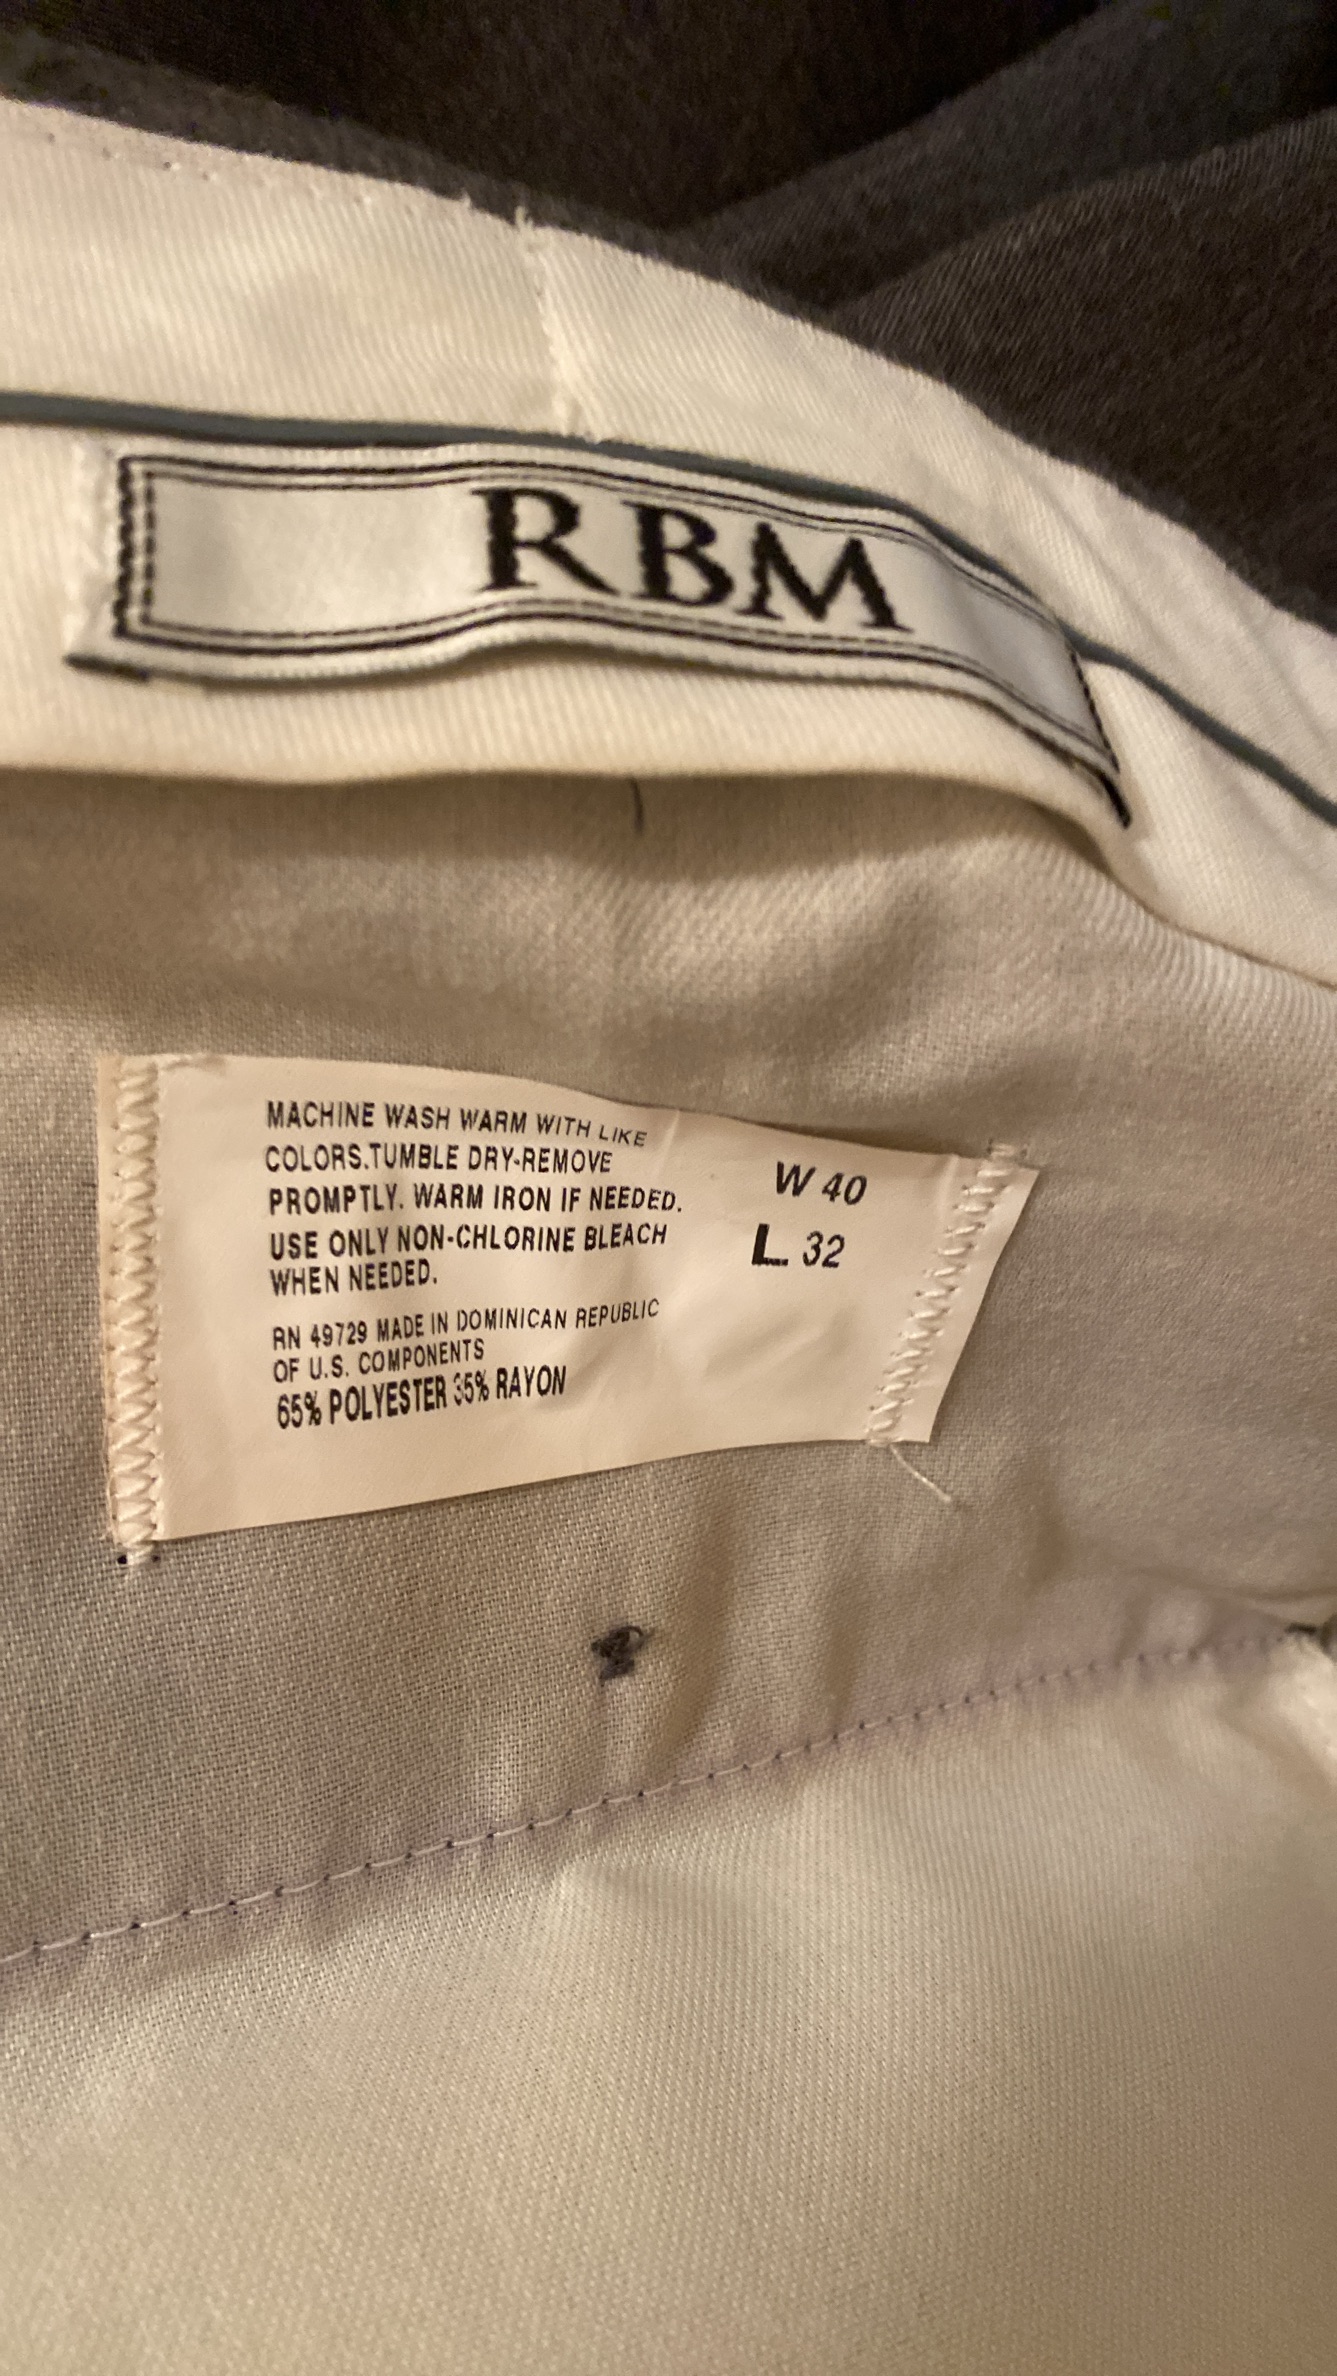 RBM
MACHINE WASH WARM WITH LIKE
COLORS.TUMBLE DRY-REMOVE
PROMPTLY. WARM IRON IF NEEDED.
USE ONLY NON-CHLORINE BLEACH
WHEN NEEDED.
RN 49729 MADE IN DOMINICAN REPUBLIC
OF U.S. COMPONENTS
65% POLYESTER 35% RAYON
W 40
L 32